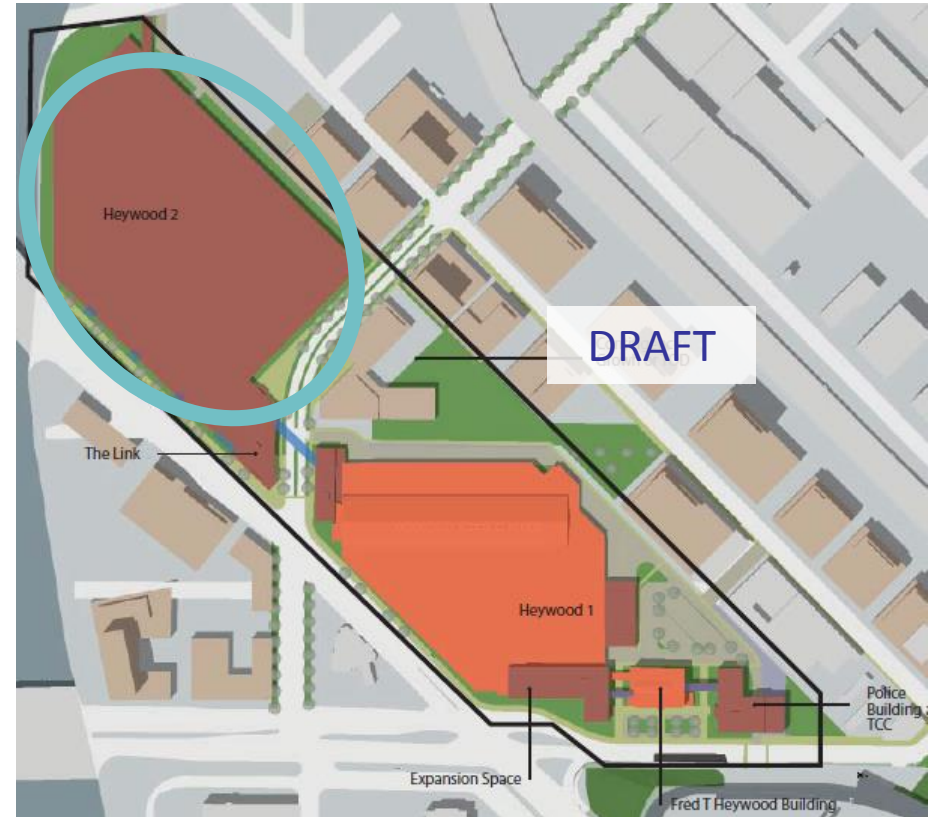 Heywood 2
DRAFT
The Link
Heywood 1
Police
Building
TCC
Expansion Space
Fred T Heywood Building